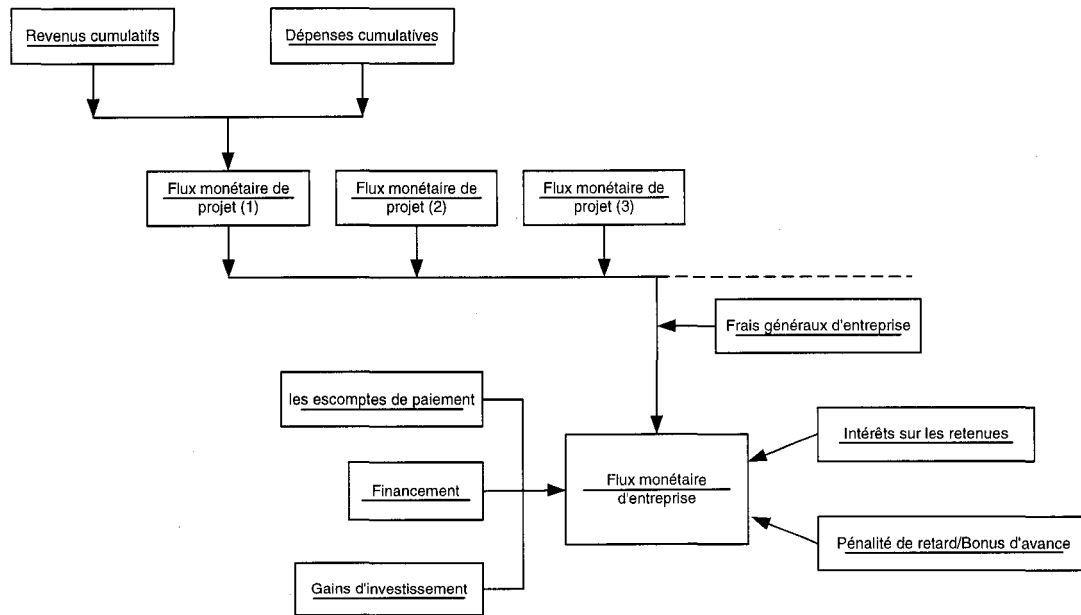 Revenus cumulatifs
Dépenses cumulatives
Flux monétaire de
projet (1)
Flux monétaire de
projet (2)
Flux monétaire de
projet (3)
Frais généraux d'entreprise
les escomptes de paiement
Intérêts sur les retenues
Financement
Flux monétaire
d'entreprise
Pénalité de retard/Bonus d'avance
Gains d'investissement